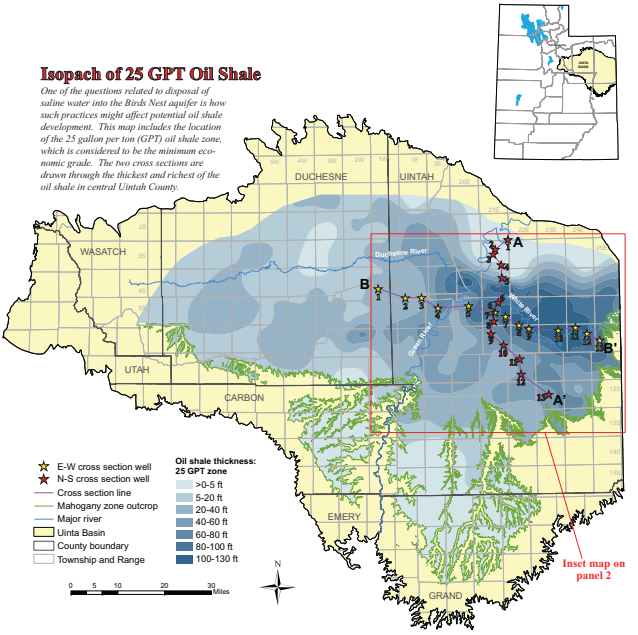 Isopach of 25 GPT Oil Shale
One of the questions related to disposal of
saline water into the Birds Nest aquifer is how
such practices might affect potential oil shale
development. This map includes the location
of the 25 gallon per ton (GPT) oil shale zone,
which is considered to be the minimum eco-
nomic grade. The two cross sections are
drawn through the thickest and richest of the
oil shale in central Uintah County.
UINTA
BASIN
DUCHESNE
UINTAH
WASATCH
Duchesne River
White River
Green River
A
B
B'
A'
UTAH
CARBON
EMERY
GRAND
E-W cross section well
N-S cross section well
Cross section line
Mahogany zone outcrop
Major river
Uinta Basin
County boundary
Township and Range
Oil shale thickness:
25 GPT zone
>0-5 ft
5-20 ft
20-40 ft
40-60 ft
60-80 ft
80-100 ft
100-130 ft
0 5 10 20 30
Miles
N
Inset map on
panel 2